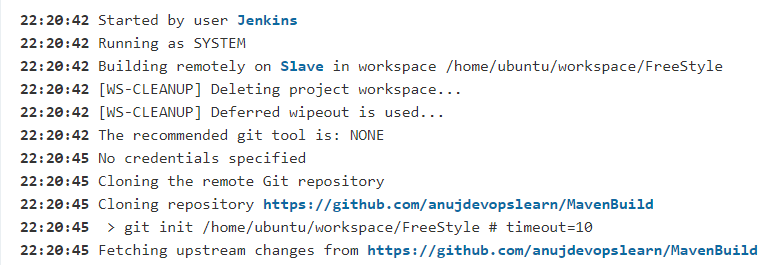 22:20:42 Started by user Jenkins
22:20:42 Running as SYSTEM
22:20:42 Building remotely on Slave in workspace /home/ubuntu/workspace/FreeStyle
22:20:42 [WS-CLEANUP] Deleting project workspace...
22:20:42 [WS-CLEANUP] Deferred wipeout is used...
22:20:42 The recommended git tool is: NONE
22:20:45 No credentials specified
22:20:45 Cloning the remote Git repository
22:20:45 Cloning repository https://github.com/anujdevopslearn/MavenBuild
22:20:45  > git init /home/ubuntu/workspace/FreeStyle # timeout=10
22:20:45 Fetching upstream changes from https://github.com/anujdevopslearn/MavenBuild